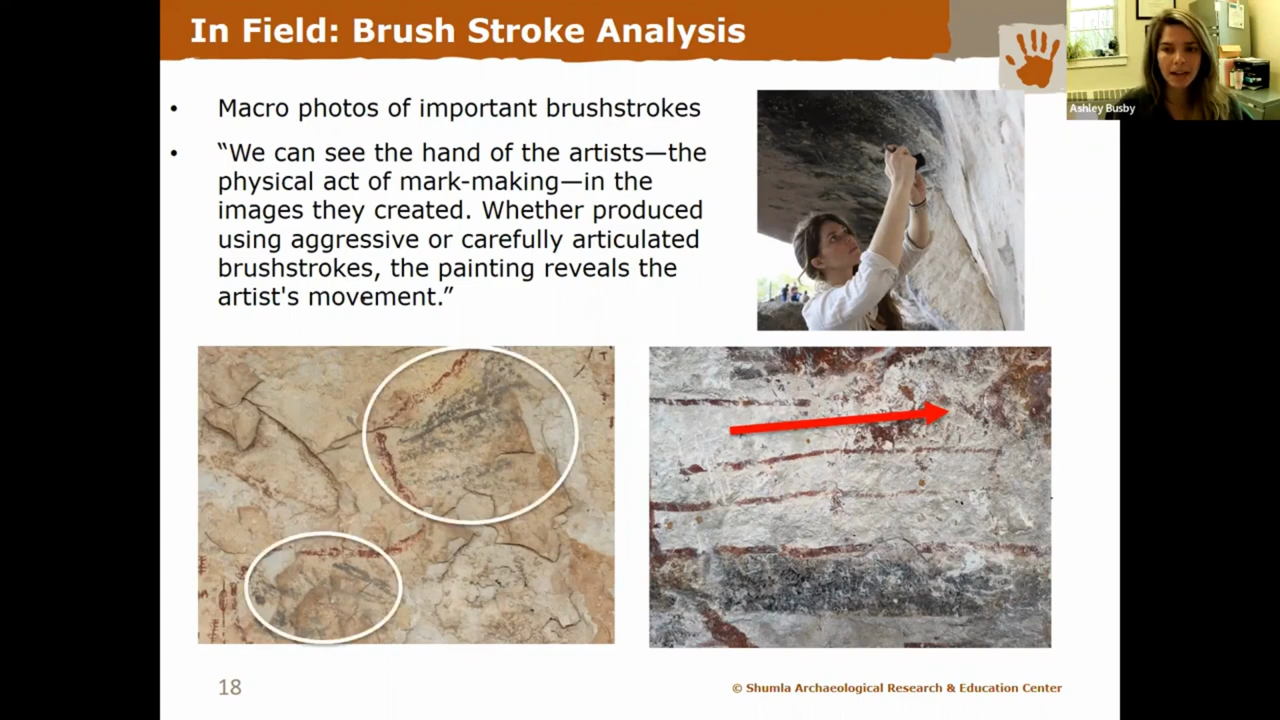 In Field: Brush Stroke Analysis
Ashley Busby
• Macro photos of important brushstrokes
• “We can see the hand of the artists—the
physical act of mark-making—in the
images they created. Whether produced
using aggressive or carefully articulated
brushstrokes, the painting reveals the
artist's movement.”
18
© Shumla Archaeological Research & Education Center